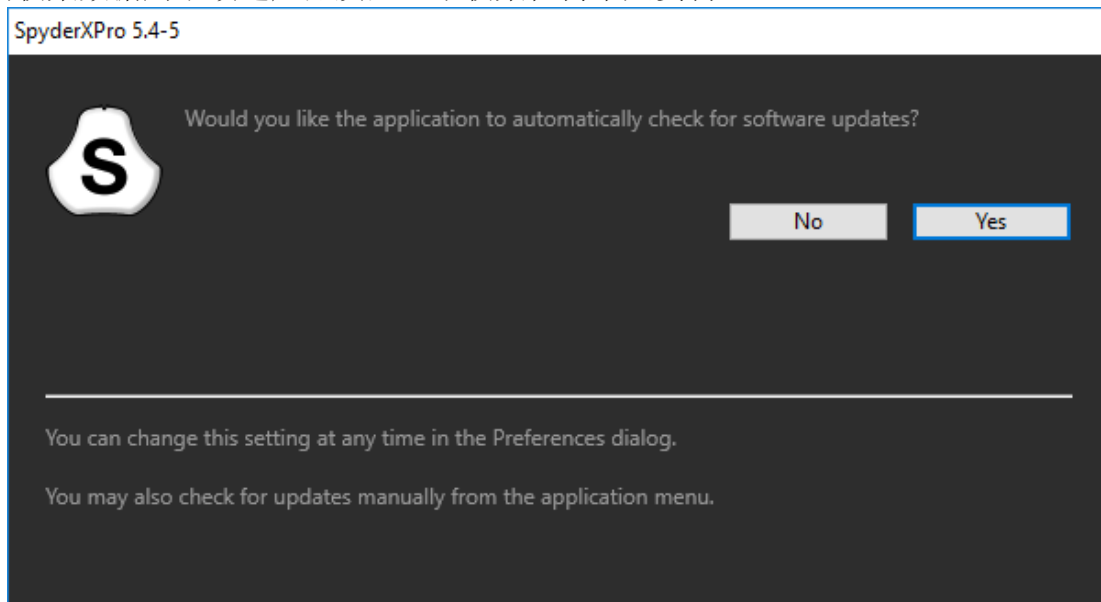 SpyderXPro 5.4-5
Would you like the application to automatically check for software updates?
S
No Yes
You can change this setting at any time in the Preferences dialog.
You may also check for updates manually from the application menu.